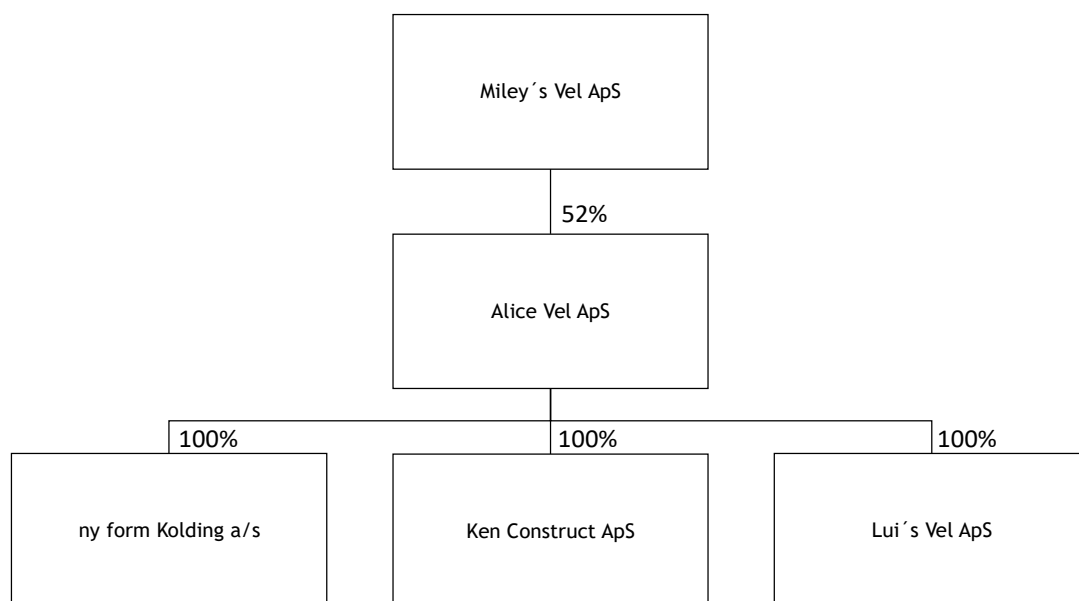 Miley´s Vel ApS
52%
Alice Vel ApS
100%
100%
100%
ny form Kolding a/s
Ken Construct ApS
Lui´s Vel ApS